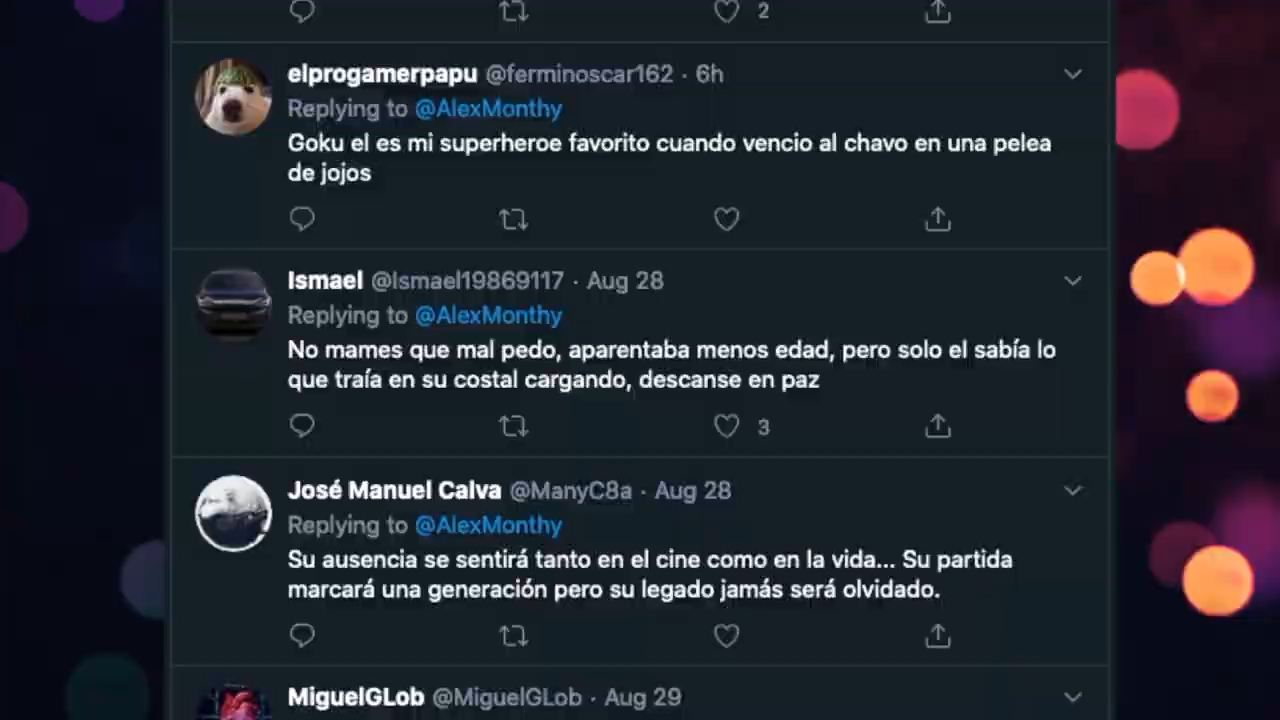 2
elprogamerpapu @ferminoscar162 · 6h
Replying to @AlexMonthy
Goku el es mi superheroe favorito cuando vencio al chavo en una pelea
de jojos
Ismael @Ismael19869117 · Aug 28
Replying to @AlexMonthy
No mames que mal pedo, aparentaba menos edad, pero solo el sabía lo
que traía en su costal cargando, descanse en paz
3
José Manuel Calva @ManyC8a · Aug 28
Replying to @AlexMonthy
Su ausencia se sentirá tanto en el cine como en la vida... Su partida
marcará una generación pero su legado jamás será olvidado.
MiguelGLob @MiguelGLob · Aug 29